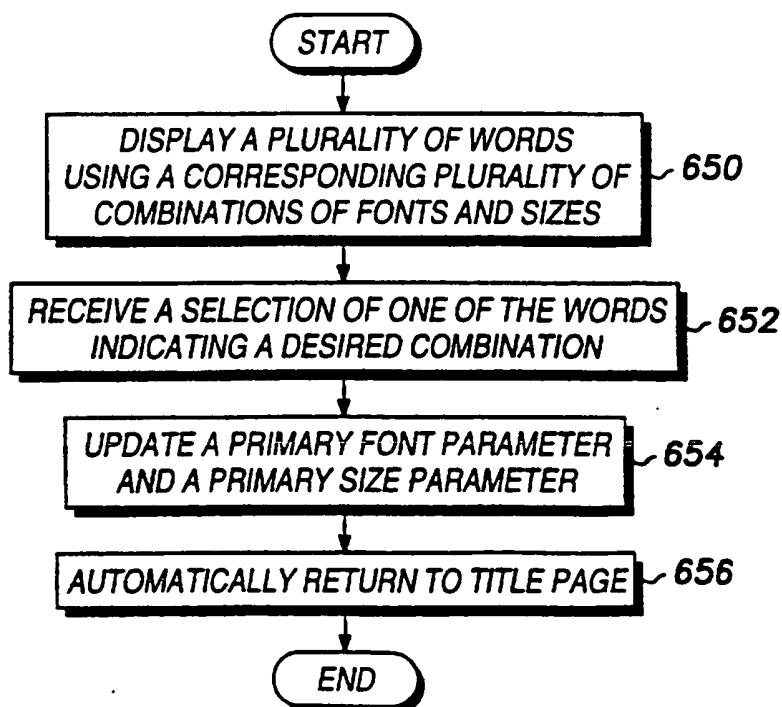 START
DISPLAY A PLURALITY OF WORDS
USING A CORRESPONDING PLURALITY OF
COMBINATIONS OF FONTS AND SIZES
650
RECEIVE A SELECTION OF ONE OF THE WORDS
INDICATING A DESIRED COMBINATION
652
UPDATE A PRIMARY FONT PARAMETER
AND A PRIMARY SIZE PARAMETER
654
AUTOMATICALLY RETURN TO TITLE PAGE
656
END